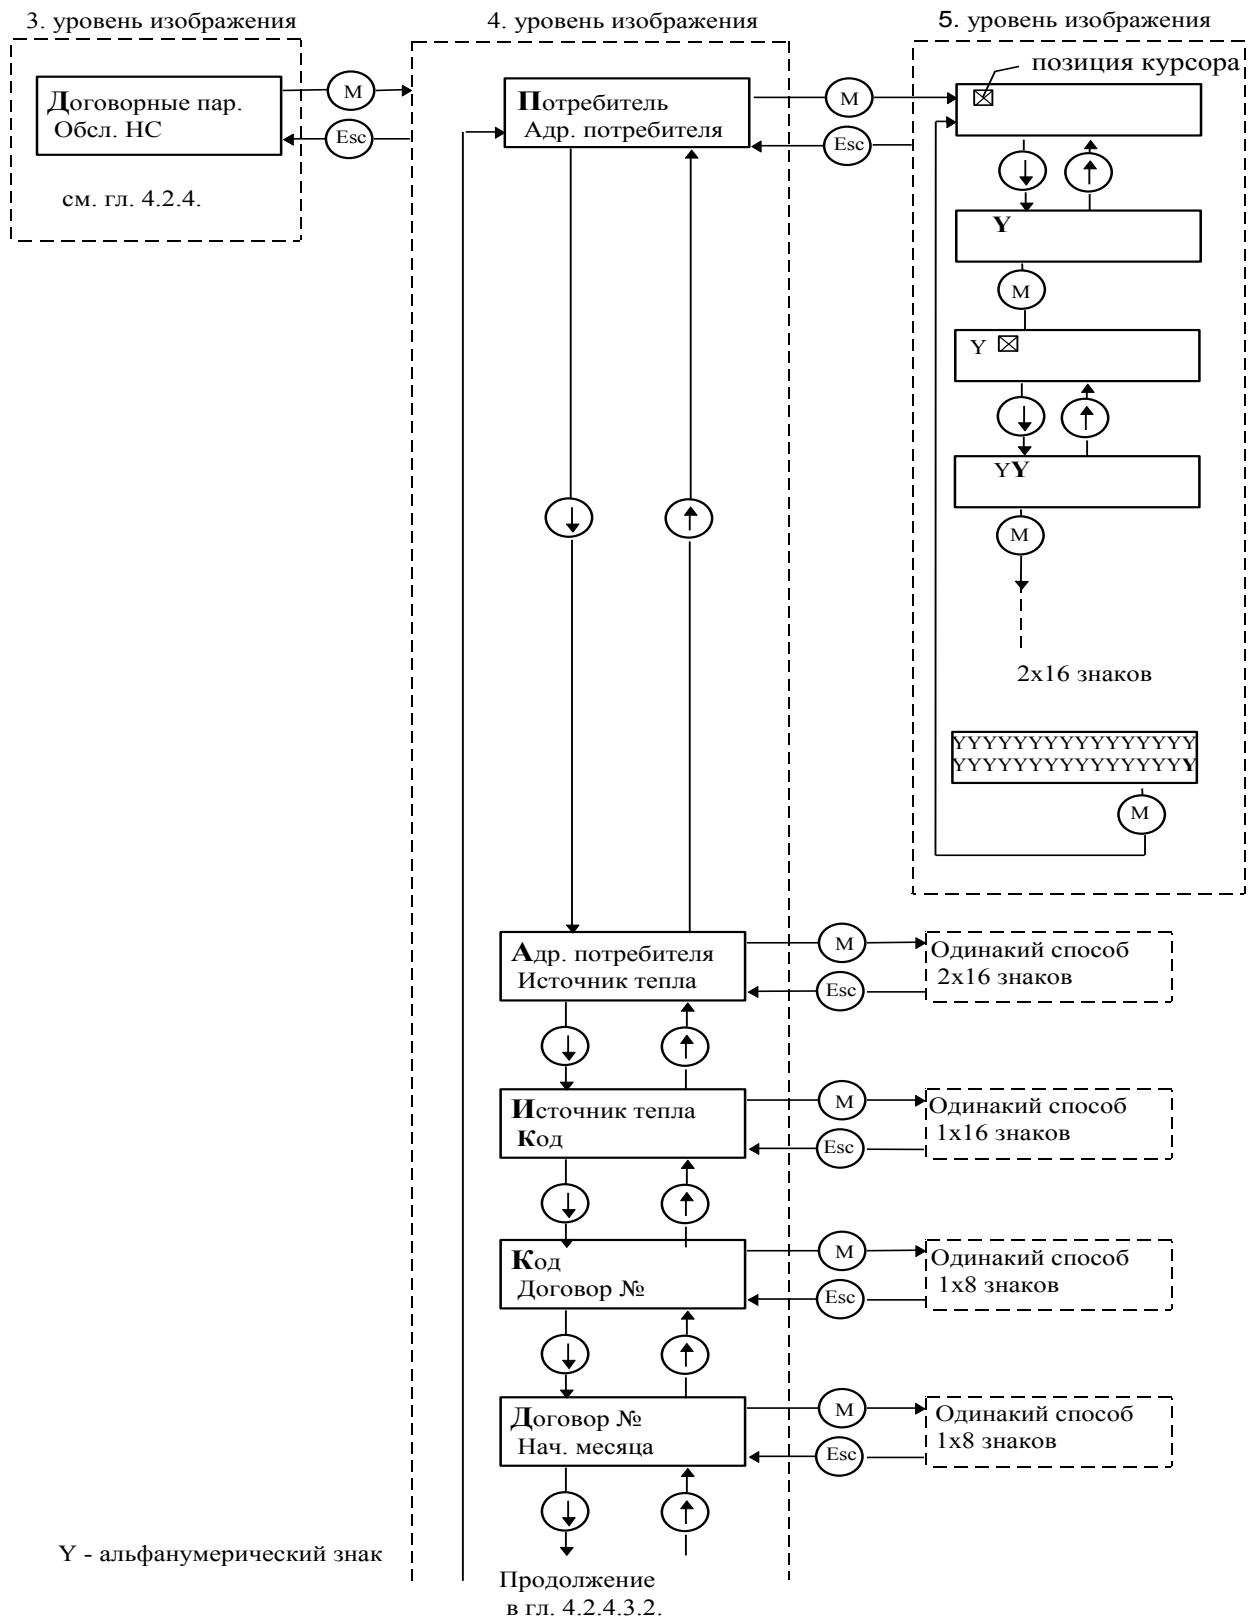 3. уровень изображения
4. уровень изображения
5. уровень изображения
позиция курсора
Договорные пар.
Обсл. НС
M
Esc
см. гл. 4.2.4.
Потребитель
Адр. потребителя
M
Esc
Y
M
Y
YY
M
2x16 знаков
YYYYYYYYYYYYYYYY
YYYYYYYYYYYYYYYY
M
Адр. потребителя
Источник тепла
M
Esc
Одинакий способ
2x16 знаков
Источник тепла
Код
M
Esc
Одинакий способ
1x16 знаков
Код
Договор №
M
Esc
Одинакий способ
1x8 знаков
Договор №
Нач. месяца
M
Esc
Одинакий способ
1x8 знаков
Y - альфанумерический знак
Продолжение
в гл. 4.2.4.3.2.